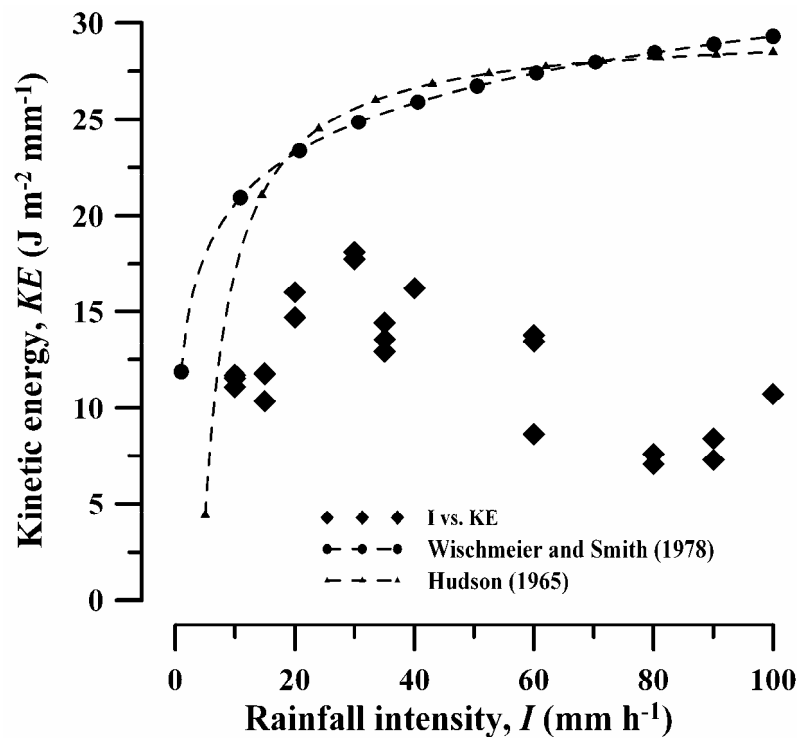 30
25
20
15
10
5
0
Kinetic energy, KE (J m-2 mm-1)
I vs. KE
Wischmeier and Smith (1978)
Hudson (1965)
0 20 40 60 80 100
Rainfall intensity, I (mm h-1)